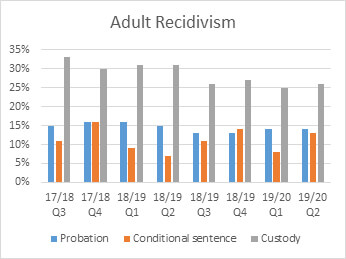 Adult Recidivism
35%
30%
25%
20%
15%
10%
5%
0%
17/18 17/18 18/19 18/19 18/19 18/19 19/20 19/20
Q3 Q4 Q1 Q2 Q3 Q4 Q1 Q2
Probation Conditional sentence Custody